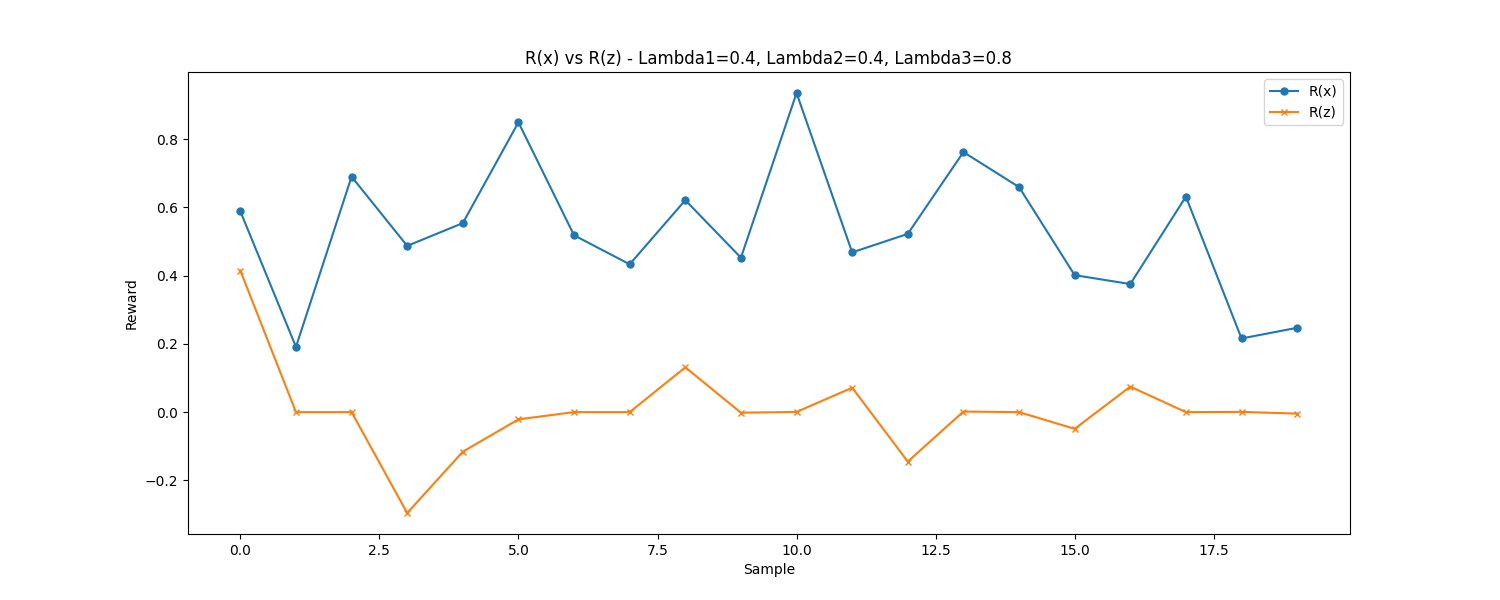 R(x) vs R(z) - Lambda1=0.4, Lambda2=0.4, Lambda3=0.8
R(x)
R(z)
Reward
0.8
0.6
0.4
0.2
0.0
−0.2
0.0 2.5 5.0 7.5 10.0 12.5 15.0 17.5
Sample